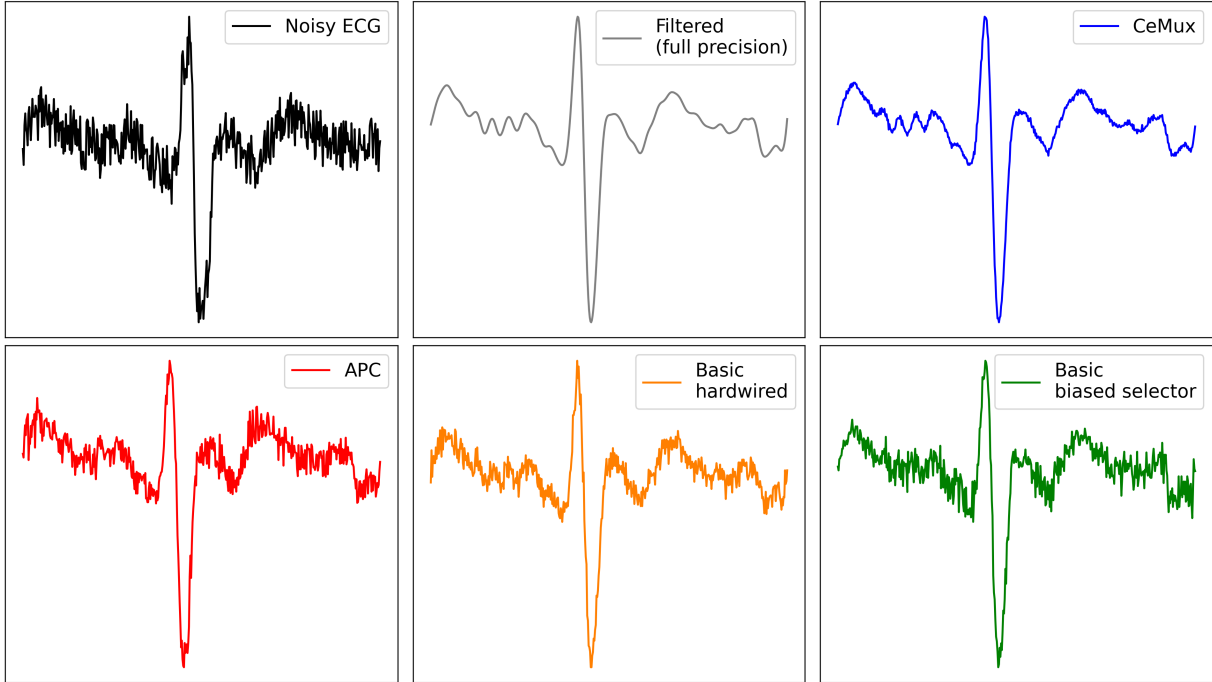 Noisy ECG
Filtered
(full precision)
CeMux
APC
Basic
hardwired
Basic
biased selector